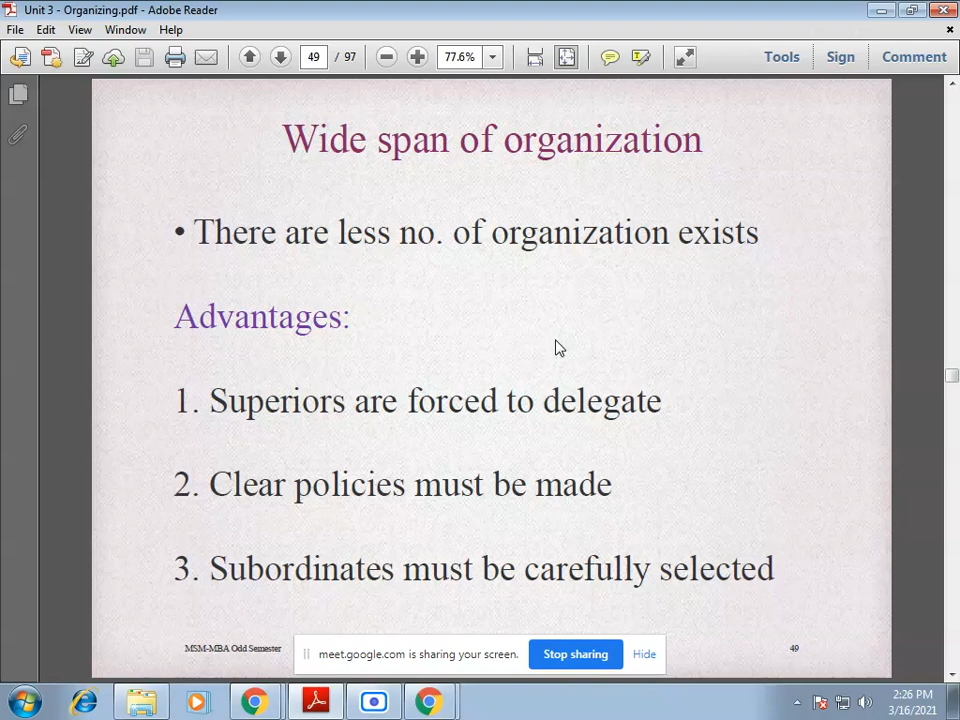 Unit 3 - Organizing.pdf - Adobe Reader
File Edit View Window Help
49 / 97 77.6% Tools Sign Comment
Wide span of organization
• There are less no. of organization exists
Advantages:
1. Superiors are forced to delegate
2. Clear policies must be made
3. Subordinates must be carefully selected
MSM-MBA Odd Semester
49
meet.google.com is sharing your screen. Stop sharing Hide
2:26 PM
3/16/2021